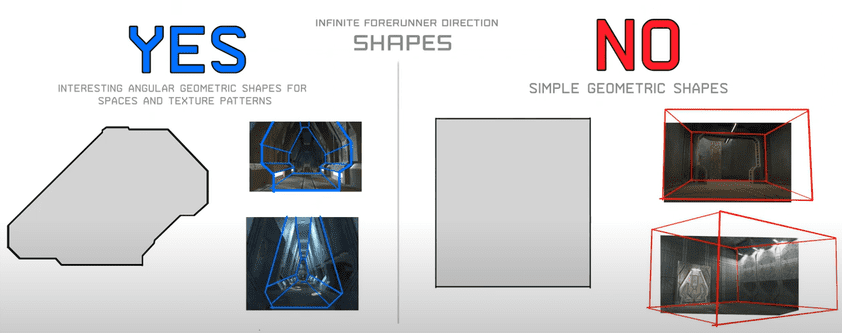 INFINITE FORERUNNER DIRECTION
SHAPES
YES
INTERESTING ANGULAR GEOMETRIC SHAPES FOR
SPACES AND TEXTURE PATTERNS
NO
SIMPLE GEOMETRIC SHAPES